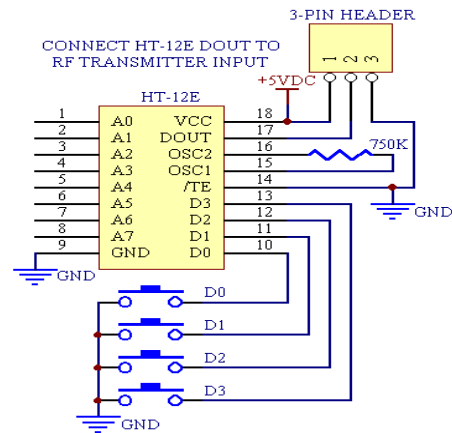 3-PIN HEADER
CONNECT HT-12E DOUT TO
RF TRANSMITTER INPUT
1 2 3
+5VDC
HT-12E
1 A0 VCC 18
2 A1 DOUT 17
3 A2 OSC2 16 750K
4 A3 OSC1 15
5 A4 /TE 14
6 A5 D3 13
7 A6 D2 12
8 A7 D1 11
9 GND D0 10
GND
GND
D0
D1
D2
D3
GND